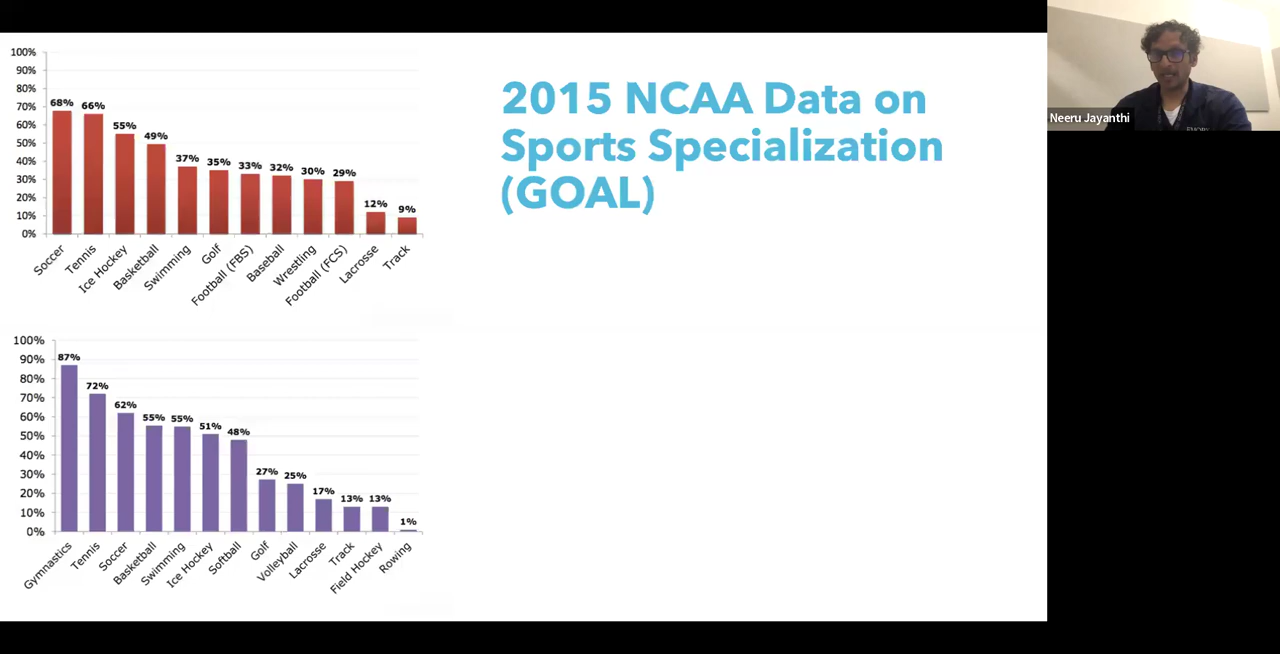 100%
90%
80%
70%
60%
50%
40%
30%
20%
10%
0%
68%
66%
55%
49%
37%
35%
33%
32%
30%
29%
12%
9%
Soccer
Tennis
Ice Hockey
Basketball
Swimming
Golf
Football (FBS)
Baseball
Wrestling
Football (FCS)
Lacrosse
Track
2015 NCAA Data on
Sports Specialization
(GOAL)
Neeru Jayanthi
EMORY
100%
90%
80%
70%
60%
50%
40%
30%
20%
10%
0%
87%
72%
62%
55%
55%
51%
48%
27%
25%
17%
13%
13%
1%
Gymnastics
Tennis
Soccer
Basketball
Swimming
Ice Hockey
Softball
Golf
Volleyball
Lacrosse
Track
Field Hockey
Rowing